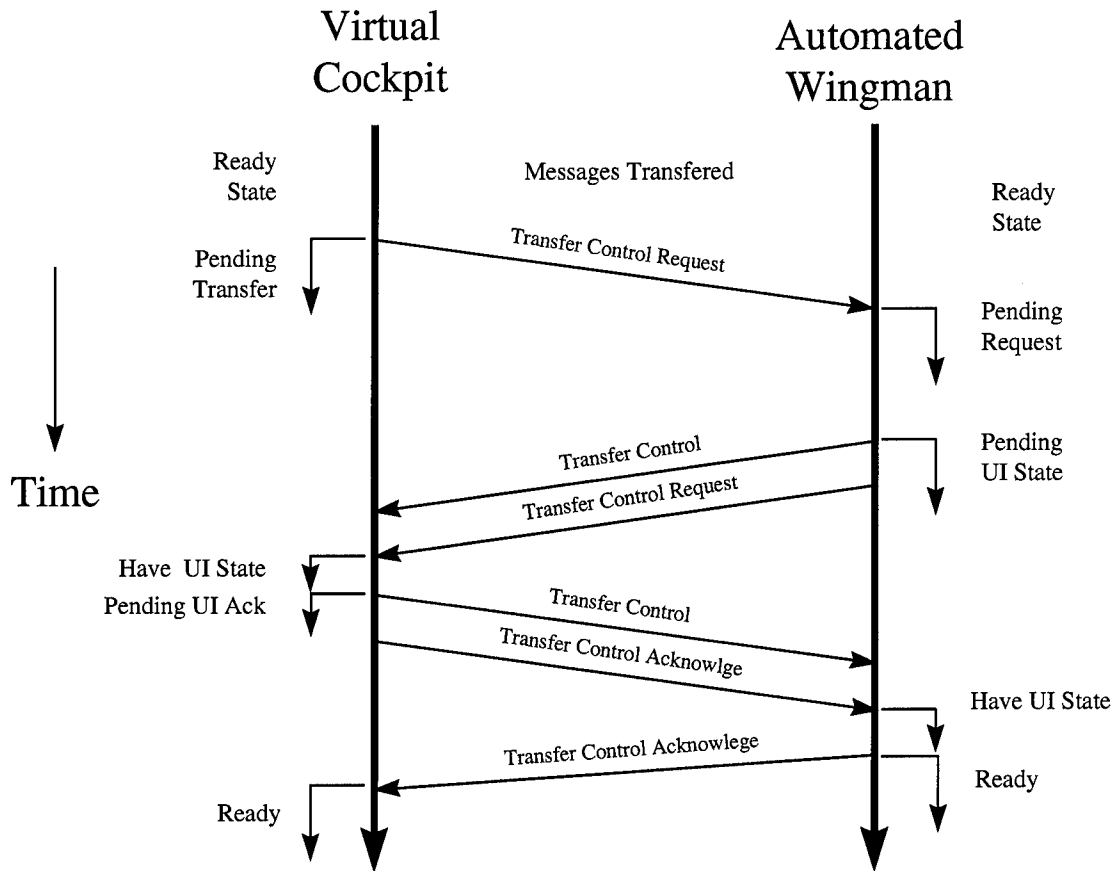 Virtual
Cockpit
Automated
Wingman
Ready
State
Messages Transfered
Ready
State
Transfer Control Request
Pending
Transfer
Pending
Request
Transfer Control
Pending
UI State
Time
Transfer Control Request
Have UI State
Pending UI Ack
Transfer Control
Transfer Control Acknowlge
Have UI State
Transfer Control Acknowlege
Ready
Ready